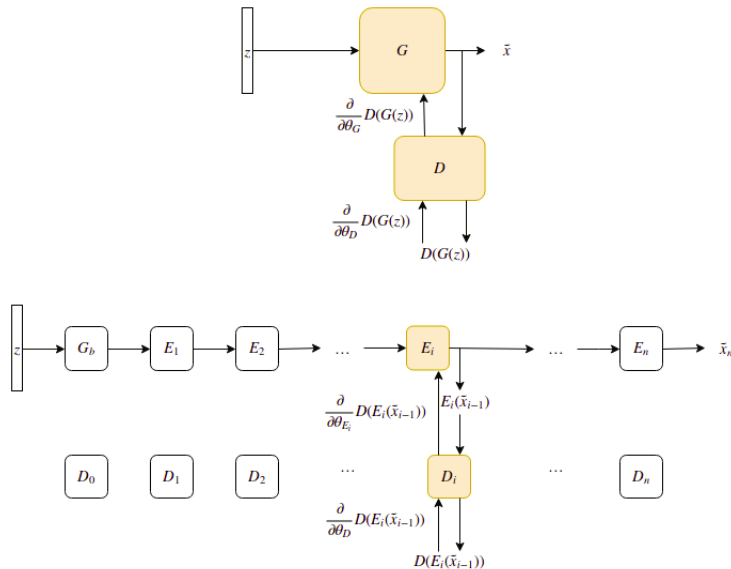 z G x̃
∂/∂θ_G D(G(z))
D
∂/∂θ_D D(G(z))
D(G(z))
z G_b E_1 E_2 ... E_i ... E_n x̃_n
∂/∂θ_{E_i} D(E_i(x̃_{i−1})) E_i(x̃_{i−1})
D_0 D_1 D_2 ... D_i ... D_n
∂/∂θ_D D(E_i(x̃_{i−1}))
D(E_i(x̃_{i−1}))